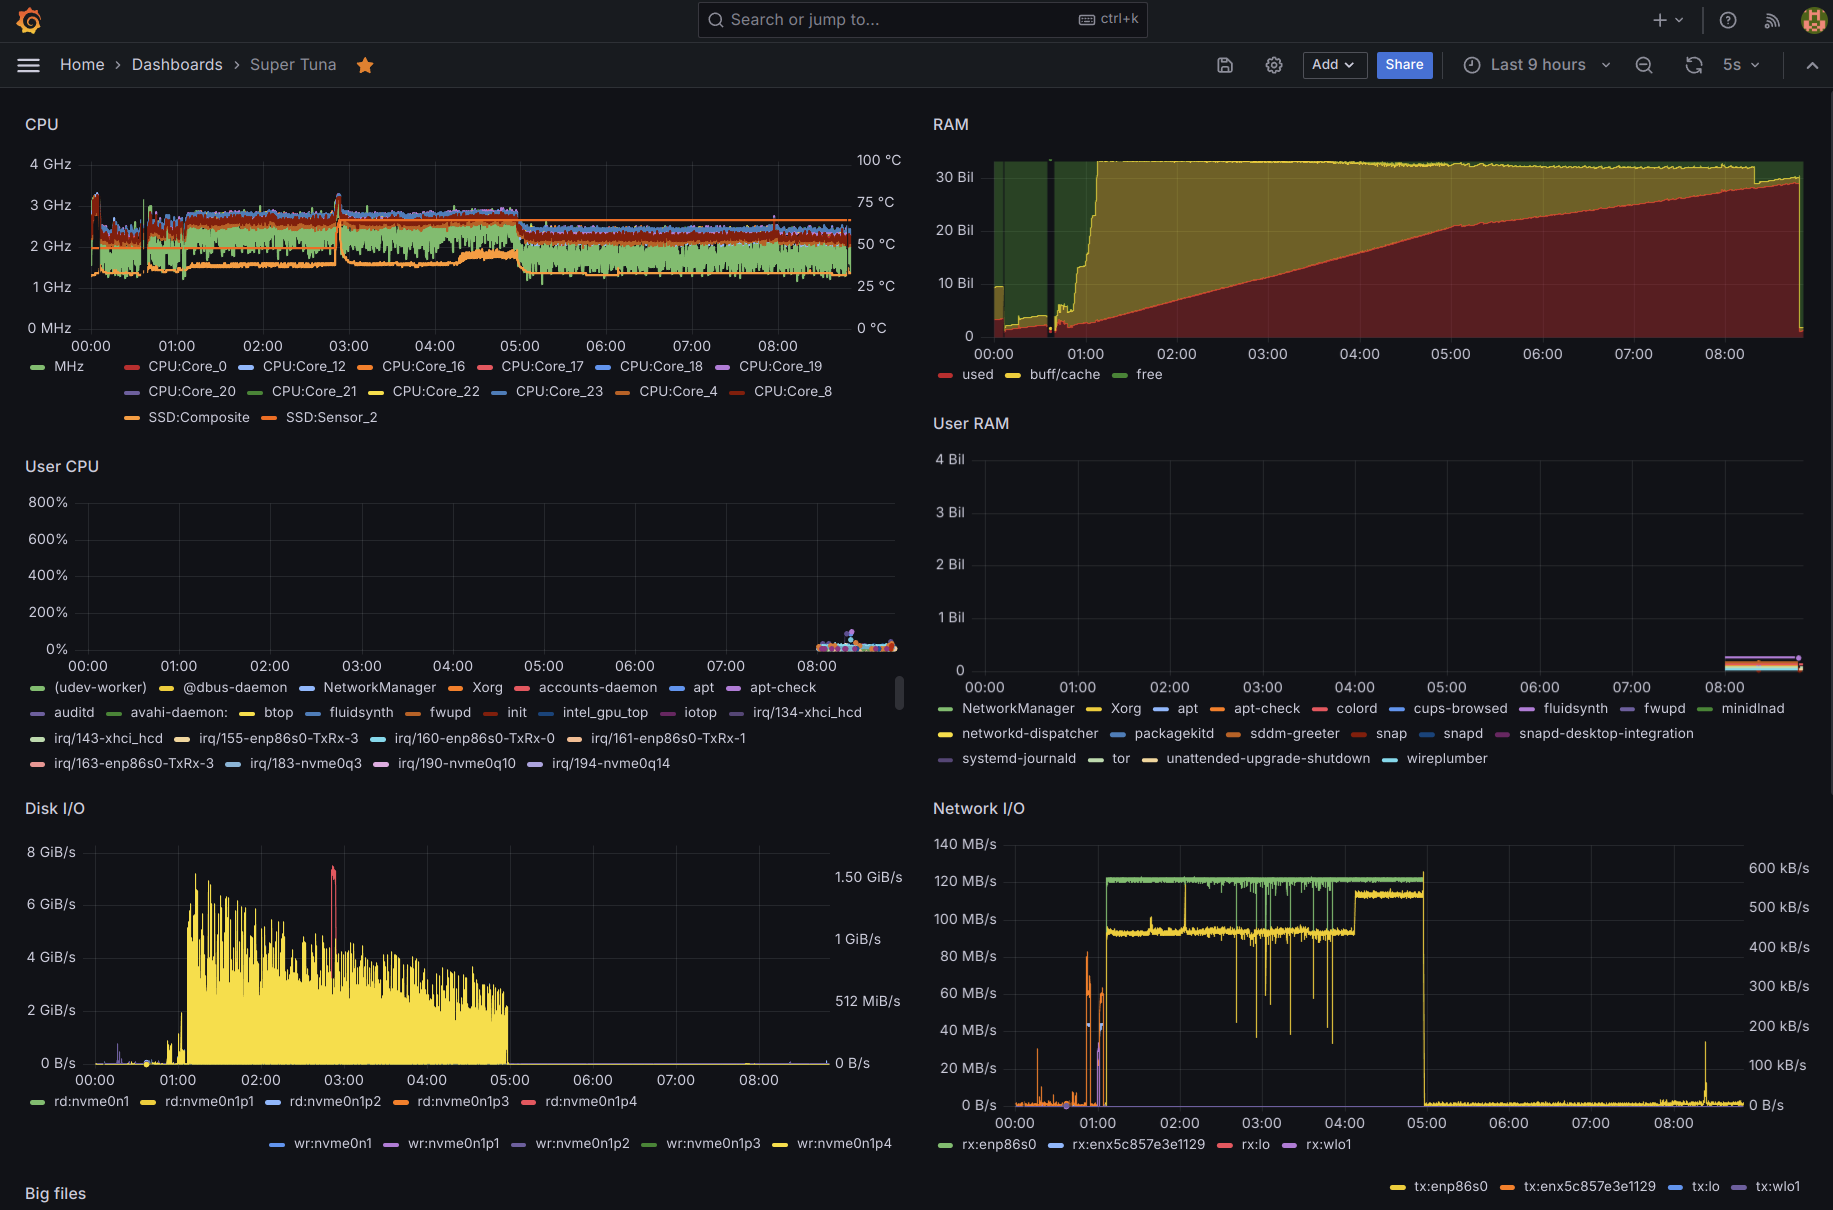 Search or jump to... ctrl+k
Home › Dashboards › Super Tuna Add Share Last 9 hours 5s
CPU
4 GHz
3 GHz
2 GHz
1 GHz
0 MHz
100 °C
75 °C
50 °C
25 °C
0 °C
00:00 01:00 02:00 03:00 04:00 05:00 06:00 07:00 08:00
MHz CPU:Core_0 CPU:Core_12 CPU:Core_16 CPU:Core_17 CPU:Core_18 CPU:Core_19
CPU:Core_20 CPU:Core_21 CPU:Core_22 CPU:Core_23 CPU:Core_4 CPU:Core_8
SSD:Composite SSD:Sensor_2
RAM
30 Bil
20 Bil
10 Bil
0
00:00 01:00 02:00 03:00 04:00 05:00 06:00 07:00 08:00
used buff/cache free
User CPU
800%
600%
400%
200%
0%
00:00 01:00 02:00 03:00 04:00 05:00 06:00 07:00 08:00
(udev-worker) @dbus-daemon NetworkManager Xorg accounts-daemon apt apt-check
auditd avahi-daemon: btop fluidsynth fwupd init intel_gpu_top iotop irq/134-xhci_hcd
irq/143-xhci_hcd irq/155-enp86s0-TxRx-3 irq/160-enp86s0-TxRx-0 irq/161-enp86s0-TxRx-1
irq/163-enp86s0-TxRx-3 irq/183-nvme0q3 irq/190-nvme0q10 irq/194-nvme0q14
User RAM
4 Bil
3 Bil
2 Bil
1 Bil
0
00:00 01:00 02:00 03:00 04:00 05:00 06:00 07:00 08:00
NetworkManager Xorg apt apt-check colord cups-browsed fluidsynth fwupd minidlnad
networkd-dispatcher packagekitd sddm-greeter snap snapd snapd-desktop-integration
systemd-journald tor unattended-upgrade-shutdown wireplumber
Disk I/O
8 GiB/s
6 GiB/s
4 GiB/s
2 GiB/s
0 B/s
1.50 GiB/s
1 GiB/s
512 MiB/s
0 B/s
00:00 01:00 02:00 03:00 04:00 05:00 06:00 07:00 08:00
rd:nvme0n1 rd:nvme0n1p1 rd:nvme0n1p2 rd:nvme0n1p3 rd:nvme0n1p4
wr:nvme0n1 wr:nvme0n1p1 wr:nvme0n1p2 wr:nvme0n1p3 wr:nvme0n1p4
Network I/O
140 MB/s
120 MB/s
100 MB/s
80 MB/s
60 MB/s
40 MB/s
20 MB/s
0 B/s
600 kB/s
500 kB/s
400 kB/s
300 kB/s
200 kB/s
100 kB/s
0 B/s
00:00 01:00 02:00 03:00 04:00 05:00 06:00 07:00 08:00
rx:enp86s0 rx:enx5c857e3e1129 rx:lo rx:wlo1
tx:enp86s0 tx:enx5c857e3e1129 tx:lo tx:wlo1
Big files